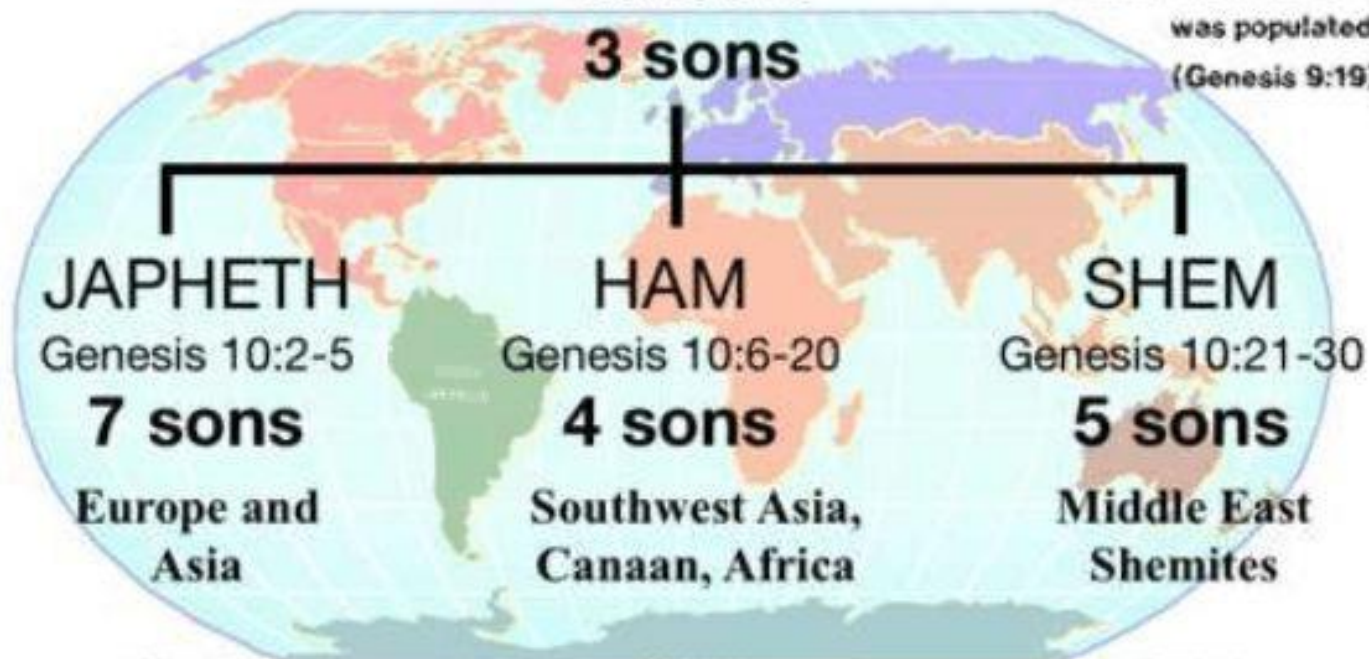 was populated
(Genesis 9:19)
3 sons
JAPHETH
Genesis 10:2-5
7 sons
Europe and
Asia
HAM
Genesis 10:6-20
4 sons
Southwest Asia,
Canaan, Africa
SHEM
Genesis 10:21-30
5 sons
Middle East
Shemites